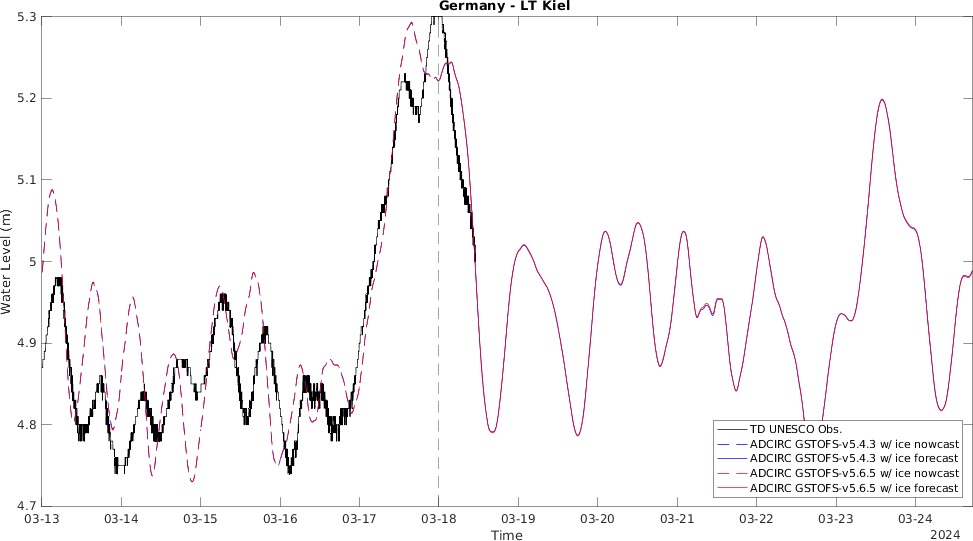 Germany - LT Kiel
5.3
5.2
5.1
5
4.9
4.8
4.7
Water Level (m)
TD UNESCO Obs.
ADCIRC GSTOFS-v5.4.3 w/ ice nowcast
ADCIRC GSTOFS-v5.4.3 w/ ice forecast
ADCIRC GSTOFS-v5.6.5 w/ ice nowcast
ADCIRC GSTOFS-v5.6.5 w/ ice forecast
03-13 03-14 03-15 03-16 03-17 03-18 03-19 03-20 03-21 03-22 03-23 03-24
Time
2024